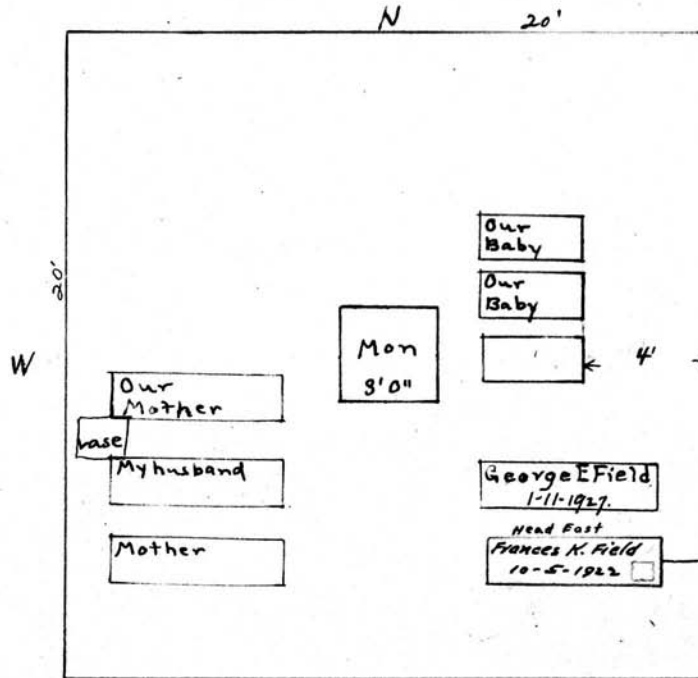 N 20'
20'
W
Our
Baby
Our
Baby
Mon
3'0"
4'
Our
Mother
vase
My husband
Mother
George E Field
1-11-1927.
Head East
Frances K. Field
10-5-1922